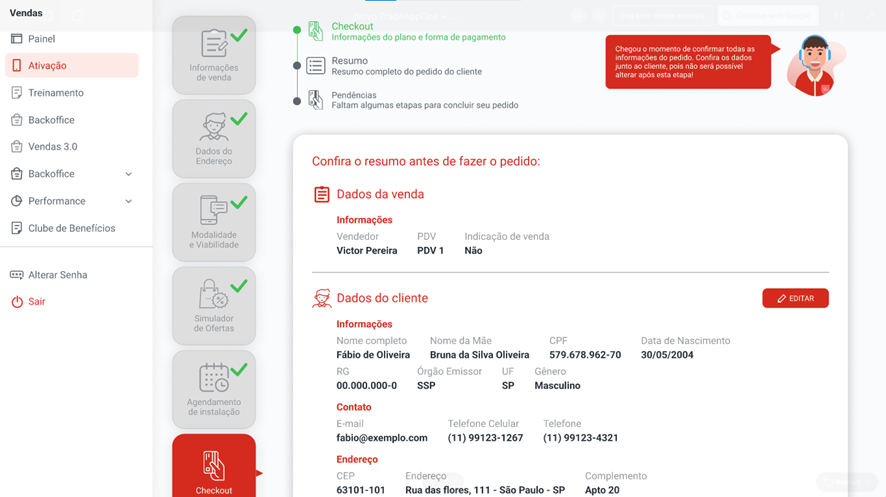 Vendas
Painel
Ativação
Treinamento
Backoffice
Vendas 3.0
Backoffice
Performance
Clube de Benefícios
Alterar Senha
Sair
Informações
de venda
Dados do
Endereço
Modalidade
e Viabilidade
Simulador
de Ofertas
Agendamento
de instalação
Checkout
Checkout
Informações do plano e forma de pagamento
Resumo
Resumo completo do pedido do cliente
Pendências
Faltam algumas etapas para concluir seu pedido
Chegou o momento de confirmar todas as
informações do pedido. Confira os dados
junto ao cliente, pois não será possível
alterar após esta etapa!
Confira o resumo antes de fazer o pedido:
Dados da venda
Informações
Vendedor PDV Indicação de venda
Victor Pereira PDV 1 Não
Dados do cliente
EDITAR
Informações
Nome completo Nome da Mãe CPF Data de Nascimento
Fábio de Oliveira Bruna da Silva Oliveira 579.678.962-70 30/05/2004
RG Órgão Emissor UF Gênero
00.000.000-0 SSP SP Masculino
Contato
E-mail Telefone Celular Telefone
fabio@exemplo.com (11) 99123-1267 (11) 99123-4321
Endereço
CEP Endereço Complemento
63101-101 Rua das flores, 111 - São Paulo - SP Apto 20